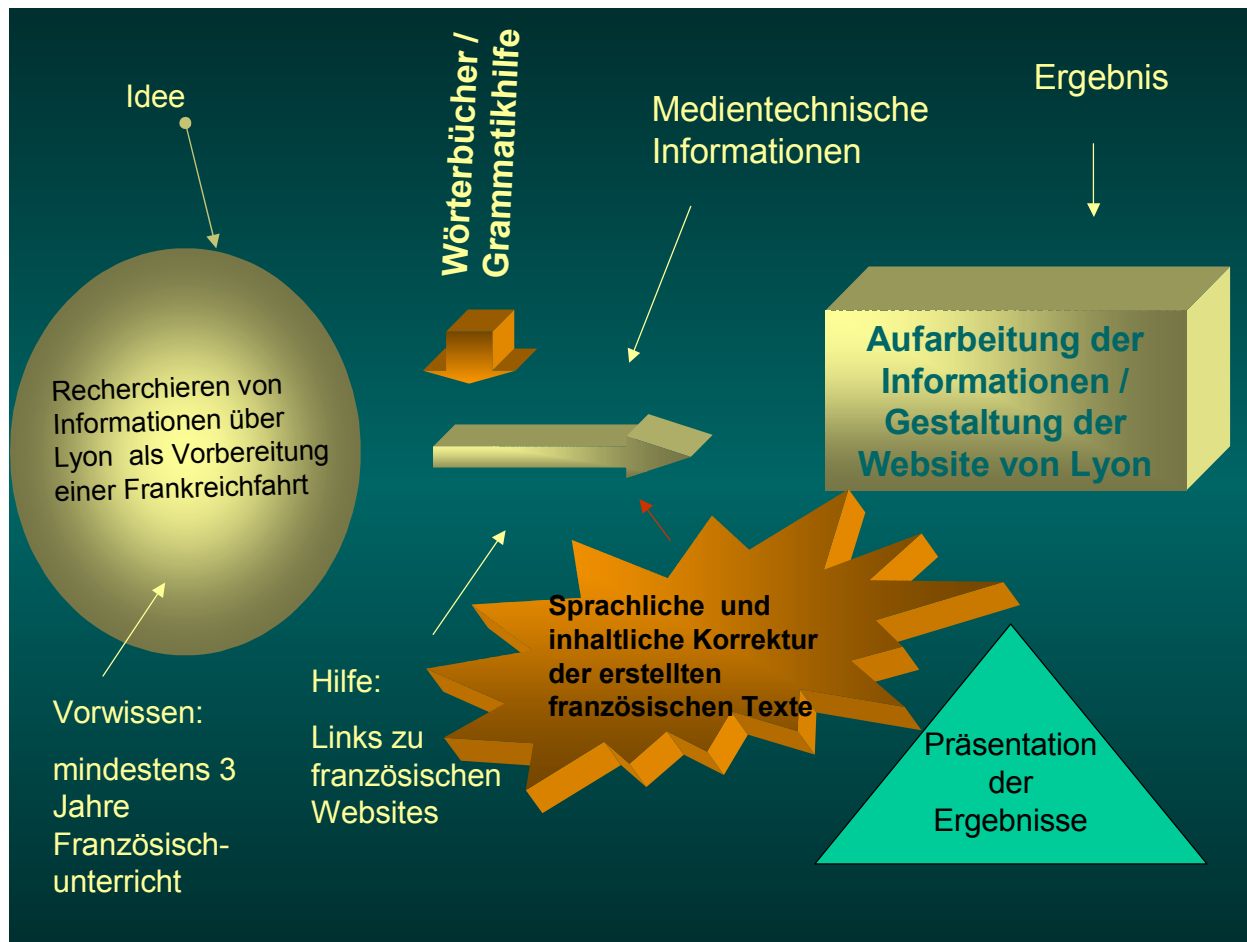 Idee
Wörterbücher /
Grammatikhilfe
Medientechnische
Informationen
Ergebnis
Recherchieren von
Informationen über
Lyon als Vorbereitung
einer Frankreichfahrt
Aufarbeitung der
Informationen /
Gestaltung der
Website von Lyon
Vorwissen:
mindestens 3
Jahre
Französisch-
unterricht
Hilfe:
Links zu
französischen
Websites
Sprachliche und
inhaltliche Korrektur
der erstellten
französischen Texte
Präsentation
der
Ergebnisse